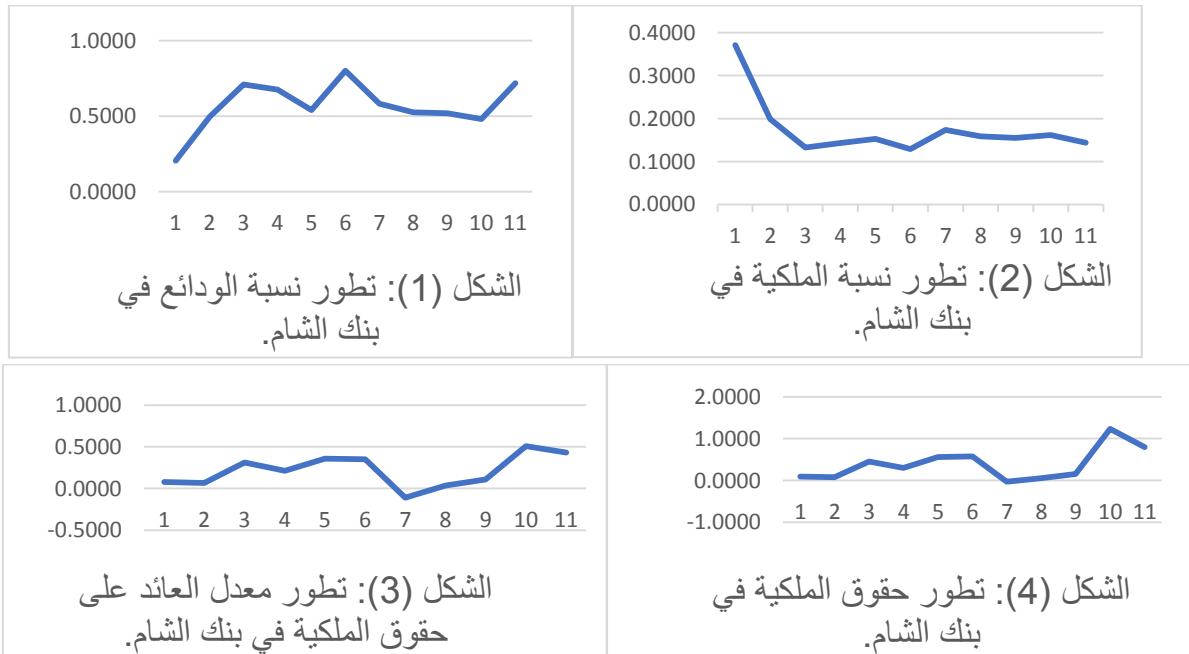 1.0000
0.5000
0.0000
1 2 3 4 5 6 7 8 9 10 11
الشكل (1): تطور نسبة الودائع في
بنك الشام.
0.4000
0.3000
0.2000
0.1000
0.0000
1 2 3 4 5 6 7 8 9 10 11
الشكل (2): تطور نسبة الملكية في
بنك الشام.
1.0000
0.5000
0.0000
-0.5000
1 2 3 4 5 6 7 8 9 10 11
الشكل (3): تطور معدل العائد على
حقوق الملكية في بنك الشام.
2.0000
1.0000
0.0000
-1.0000
1 2 3 4 5 6 7 8 9 10 11
الشكل (4): تطور حقوق الملكية في
بنك الشام.